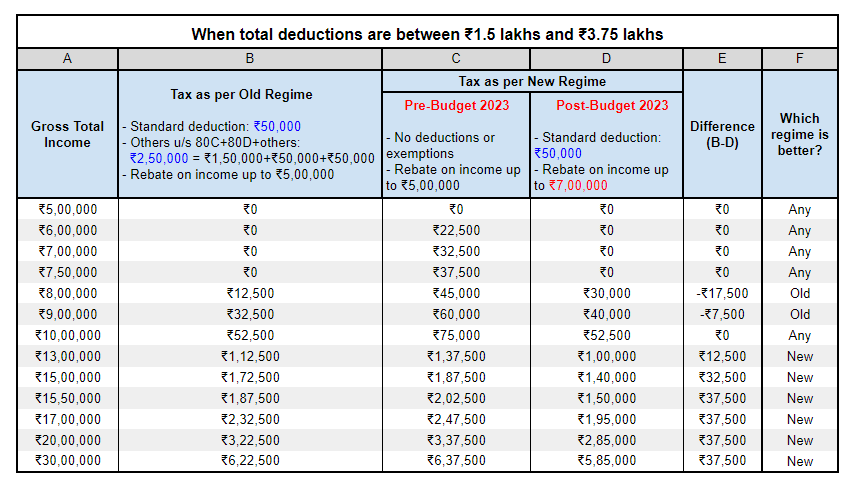 When total deductions are between ₹1.5 lakhs and ₹3.75 lakhs
A B C D E F
Gross Total
Income
Tax as per Old Regime
- Standard deduction: ₹50,000
- Others u/s 80C+80D+others:
₹2,50,000 = ₹1,50,000+₹50,000+₹50,000
- Rebate on income up to ₹5,00,000
Tax as per New Regime
Pre-Budget 2023
- No deductions or
exemptions
- Rebate on income up
to ₹5,00,000
Post-Budget 2023
- Standard deduction:
₹50,000
- Rebate on income up
to ₹7,00,000
Difference
(B-D)
Which
regime is
better?
₹5,00,000 ₹0 ₹0 ₹0 ₹0 Any
₹6,00,000 ₹0 ₹22,500 ₹0 ₹0 Any
₹7,00,000 ₹0 ₹32,500 ₹0 ₹0 Any
₹7,50,000 ₹0 ₹37,500 ₹0 ₹0 Any
₹8,00,000 ₹12,500 ₹45,000 ₹30,000 -₹17,500 Old
₹9,00,000 ₹32,500 ₹60,000 ₹40,000 -₹7,500 Old
₹10,00,000 ₹52,500 ₹75,000 ₹52,500 ₹0 Any
₹13,00,000 ₹1,12,500 ₹1,37,500 ₹1,00,000 ₹12,500 New
₹15,00,000 ₹1,72,500 ₹1,87,500 ₹1,40,000 ₹32,500 New
₹15,50,000 ₹1,87,500 ₹2,02,500 ₹1,50,000 ₹37,500 New
₹17,00,000 ₹2,32,500 ₹2,47,500 ₹1,95,000 ₹37,500 New
₹20,00,000 ₹3,22,500 ₹3,37,500 ₹2,85,000 ₹37,500 New
₹30,00,000 ₹6,22,500 ₹6,37,500 ₹5,85,000 ₹37,500 New